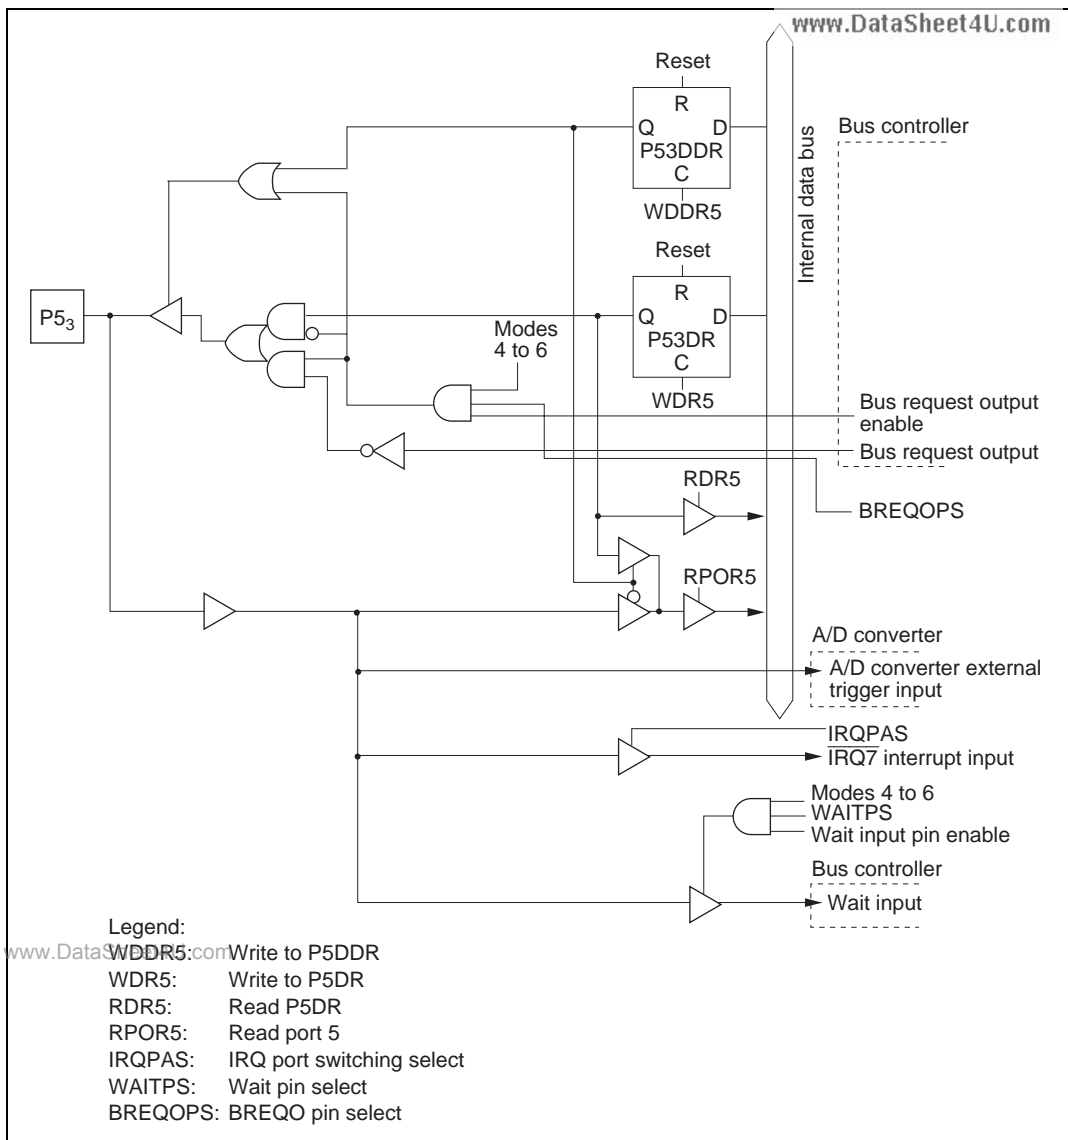 www.DataSheet4U.com
Reset
R
Q D
P53DDR
C
WDDR5
Internal data bus
Bus controller
Reset
R
Q D
P53DR
C
WDR5
P5₃
Modes
4 to 6
Bus request output
enable
Bus request output
BREQOPS
RDR5
RPOR5
A/D converter
A/D converter external
trigger input
IRQPAS
IRQ7 interrupt input
Modes 4 to 6
WAITPS
Wait input pin enable
Bus controller
Wait input
Legend:
www.DataSheet4U.com
WDDR5: Write to P5DDR
WDR5: Write to P5DR
RDR5: Read P5DR
RPOR5: Read port 5
IRQPAS: IRQ port switching select
WAITPS: Wait pin select
BREQOPS: BREQO pin select